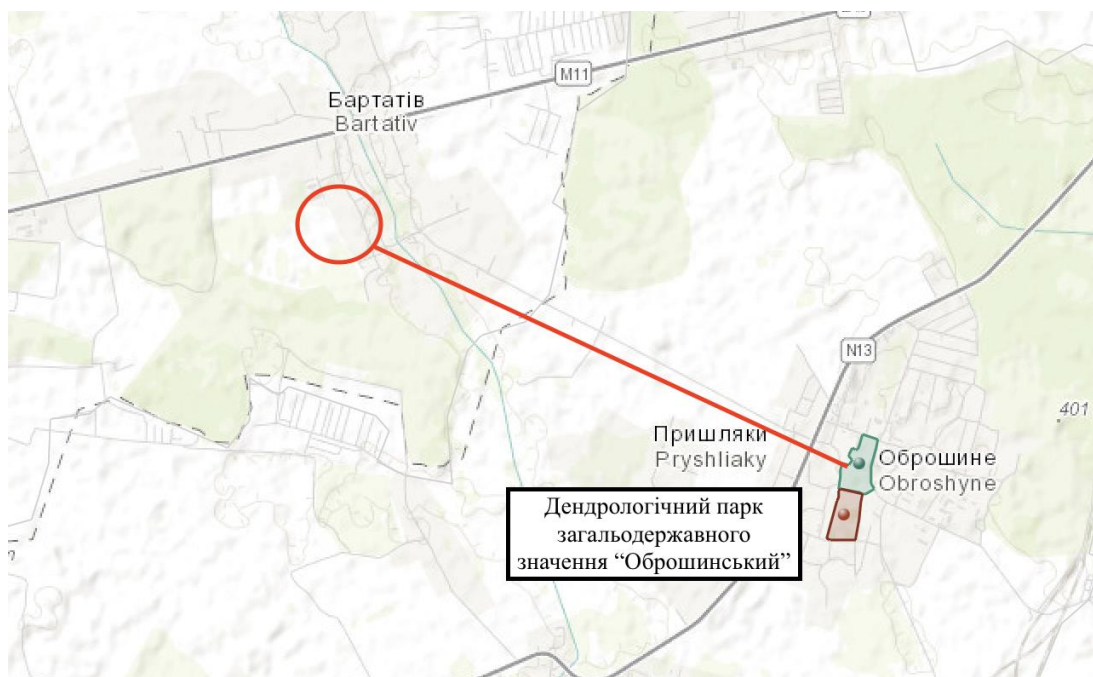 M11
Бартатів
Bartativ
N13
401
Пришляки
Pryshliaky
Оброшине
Obroshyne
Дендрологічний парк
загальодержавного
значення “Оброшинський”